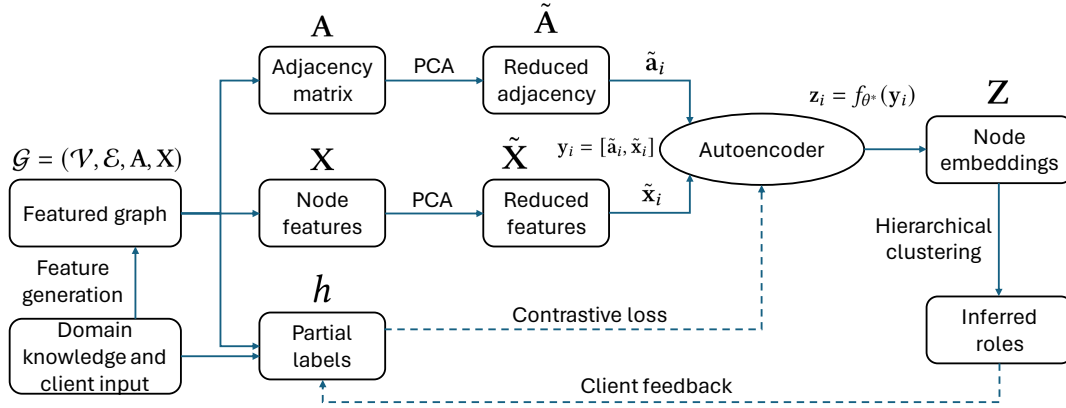 A
Ã
Adjacency
matrix
PCA
Reduced
adjacency
ã_i
z_i = f_θ*(y_i)
Z
𝒢 = (𝒱, ℰ, A, X)
X
X̃
y_i = [ã_i, x̃_i]
Autoencoder
Node
embeddings
Featured graph
Node
features
PCA
Reduced
features
x̃_i
Hierarchical
clustering
Feature
generation
h
Domain
knowledge and
client input
Partial
labels
Contrastive loss
Inferred
roles
Client feedback